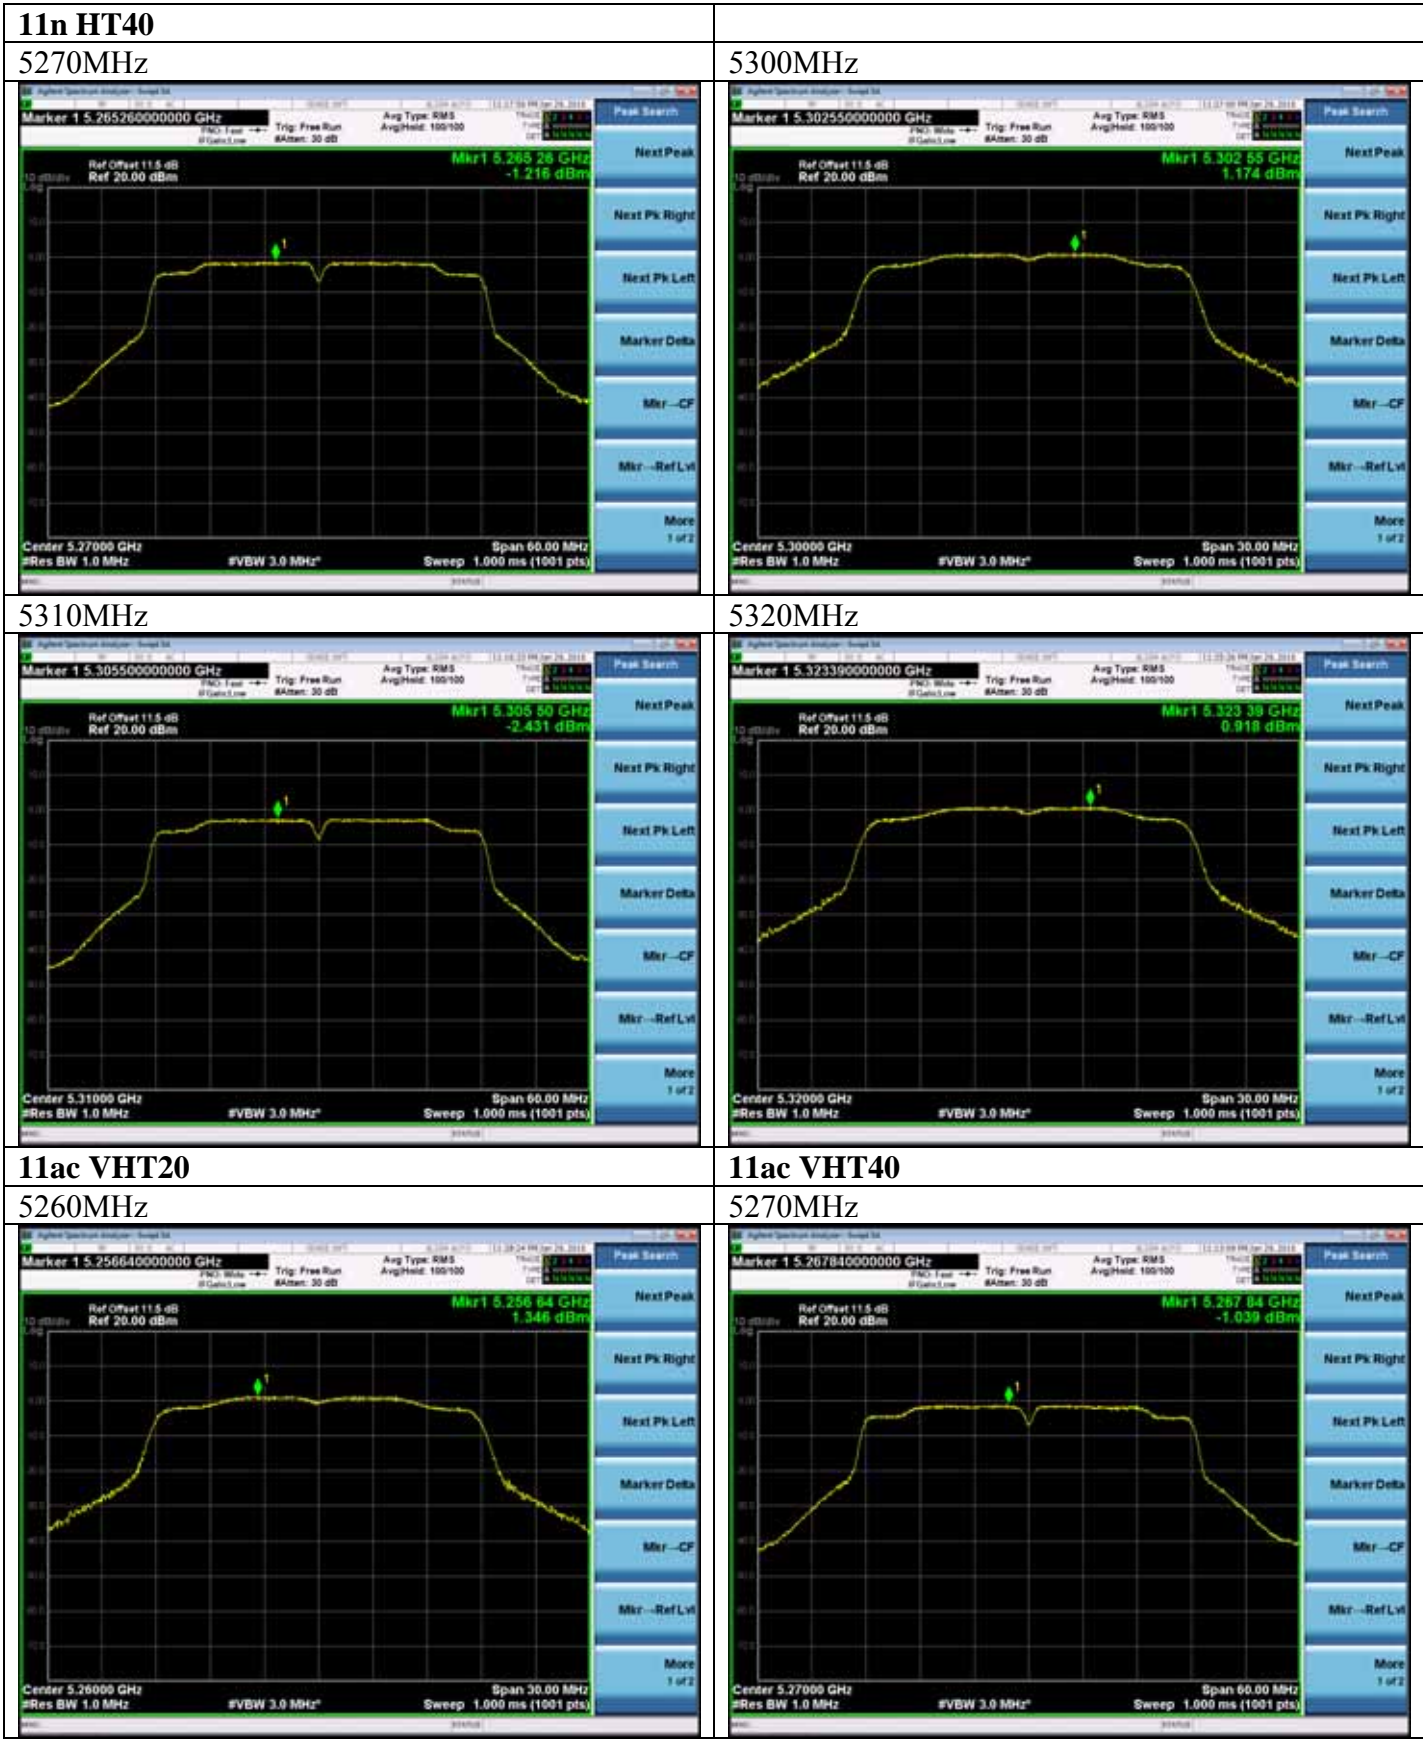 11n HT40
5270MHz
5300MHz
Marker 1 5.265260000000 GHz
Trig: Free Run
#Atten: 30 dB
Avg Type: RMS
Avg|Hold: 100/100
Peak Search
Ref Offset 11.5 dB
Ref 20.00 dBm
Mkr1 5.265 26 GHz
-1.216 dBm
1
Next Peak
Next Pk Right
Next Pk Left
Marker Delta
Mkr→CF
Mkr→Ref Lvl
More
1 of 2
Center 5.27000 GHz
Span 60.00 MHz
#Res BW 1.0 MHz
#VBW 3.0 MHz*
Sweep 1.000 ms (1001 pts)
Marker 1 5.302550000000 GHz
Trig: Free Run
#Atten: 30 dB
Avg Type: RMS
Avg|Hold: 100/100
Peak Search
Ref Offset 11.5 dB
Ref 20.00 dBm
Mkr1 5.302 55 GHz
1.174 dBm
1
Next Peak
Next Pk Right
Next Pk Left
Marker Delta
Mkr→CF
Mkr→Ref Lvl
More
1 of 2
Center 5.30000 GHz
Span 30.00 MHz
#Res BW 1.0 MHz
#VBW 3.0 MHz*
Sweep 1.000 ms (1001 pts)
5310MHz
5320MHz
Marker 1 5.305500000000 GHz
Trig: Free Run
#Atten: 30 dB
Avg Type: RMS
Avg|Hold: 100/100
Peak Search
Ref Offset 11.5 dB
Ref 20.00 dBm
Mkr1 5.305 50 GHz
-2.431 dBm
1
Next Peak
Next Pk Right
Next Pk Left
Marker Delta
Mkr→CF
Mkr→Ref Lvl
More
1 of 2
Center 5.31000 GHz
Span 60.00 MHz
#Res BW 1.0 MHz
#VBW 3.0 MHz*
Sweep 1.000 ms (1001 pts)
Marker 1 5.323390000000 GHz
Trig: Free Run
#Atten: 30 dB
Avg Type: RMS
Avg|Hold: 100/100
Peak Search
Ref Offset 11.5 dB
Ref 20.00 dBm
Mkr1 5.323 39 GHz
0.918 dBm
1
Next Peak
Next Pk Right
Next Pk Left
Marker Delta
Mkr→CF
Mkr→Ref Lvl
More
1 of 2
Center 5.32000 GHz
Span 30.00 MHz
#Res BW 1.0 MHz
#VBW 3.0 MHz*
Sweep 1.000 ms (1001 pts)
11ac VHT20
11ac VHT40
5260MHz
5270MHz
Marker 1 5.256640000000 GHz
Trig: Free Run
#Atten: 30 dB
Avg Type: RMS
Avg|Hold: 100/100
Peak Search
Ref Offset 11.5 dB
Ref 20.00 dBm
Mkr1 5.256 64 GHz
1.346 dBm
1
Next Peak
Next Pk Right
Next Pk Left
Marker Delta
Mkr→CF
Mkr→Ref Lvl
More
1 of 2
Center 5.26000 GHz
Span 30.00 MHz
#Res BW 1.0 MHz
#VBW 3.0 MHz*
Sweep 1.000 ms (1001 pts)
Marker 1 5.267840000000 GHz
Trig: Free Run
#Atten: 30 dB
Avg Type: RMS
Avg|Hold: 100/100
Peak Search
Ref Offset 11.5 dB
Ref 20.00 dBm
Mkr1 5.267 84 GHz
-1.039 dBm
1
Next Peak
Next Pk Right
Next Pk Left
Marker Delta
Mkr→CF
Mkr→Ref Lvl
More
1 of 2
Center 5.27000 GHz
Span 60.00 MHz
#Res BW 1.0 MHz
#VBW 3.0 MHz*
Sweep 1.000 ms (1001 pts)